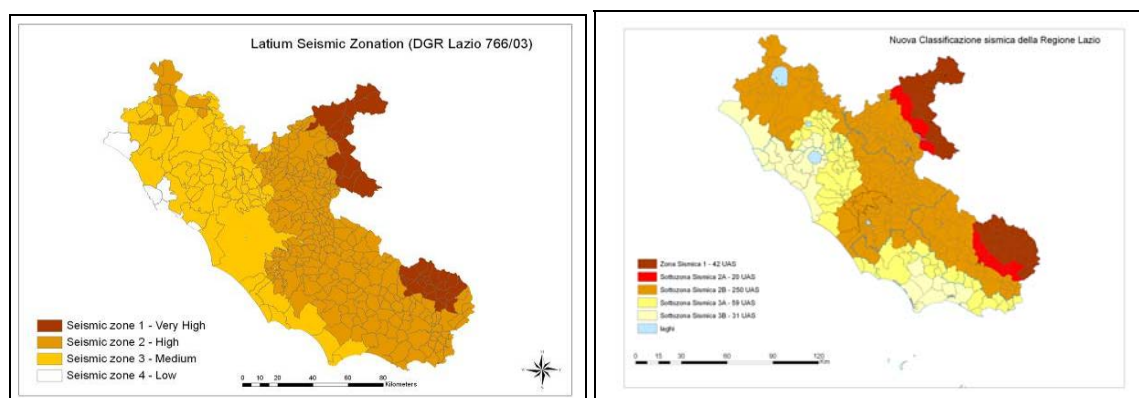 Latium Seismic Zonation (DGR Lazio 766/03)
Seismic zone 1 - Very High
Seismic zone 2 - High
Seismic zone 3 - Medium
Seismic zone 4 - Low
0 10 20 40 60 80
Kilometers
Nuova Classificazione sismica della Regione Lazio
Zona Sismica 1 - 42 UAS
Sottozona Sismica 2A - 20 UAS
Sottozona Sismica 2B - 250 UAS
Sottozona Sismica 3A - 59 UAS
Sottozona Sismica 3B - 31 UAS
laghi
0 15 30 60 90 120